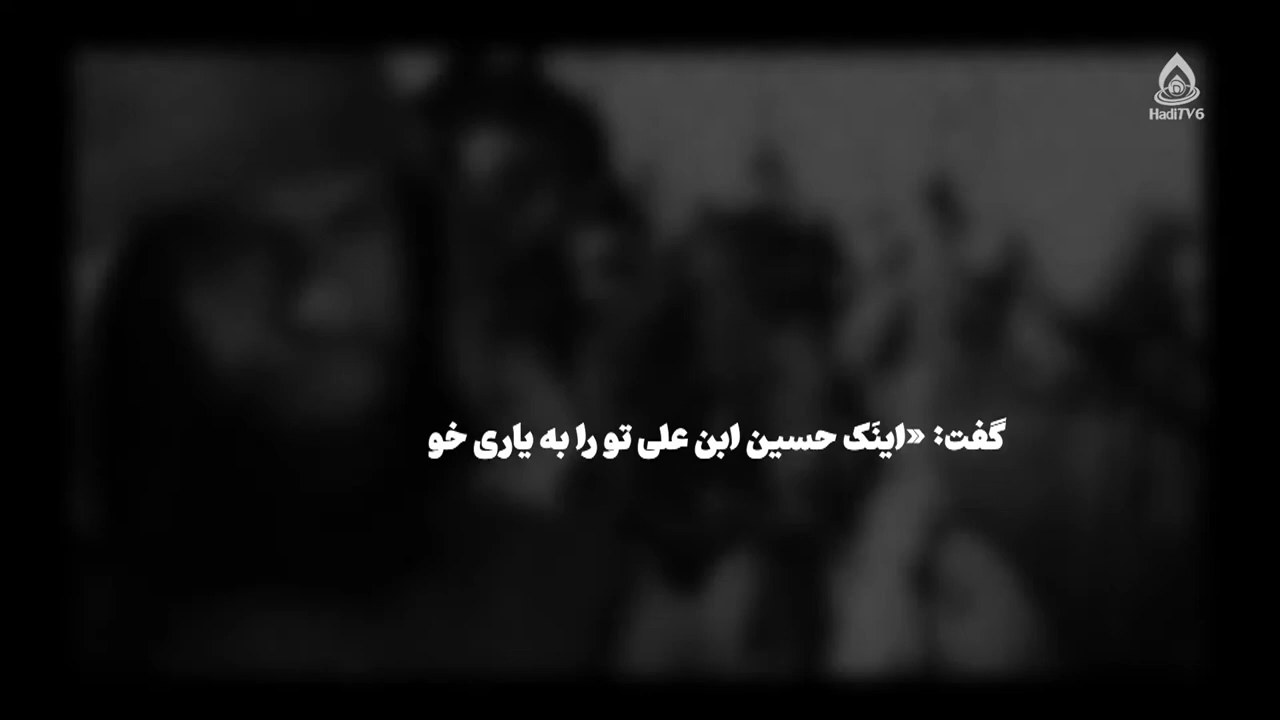 HadiTV6
گفت: «اینَک حسین ابن علی تو را به یاری خو